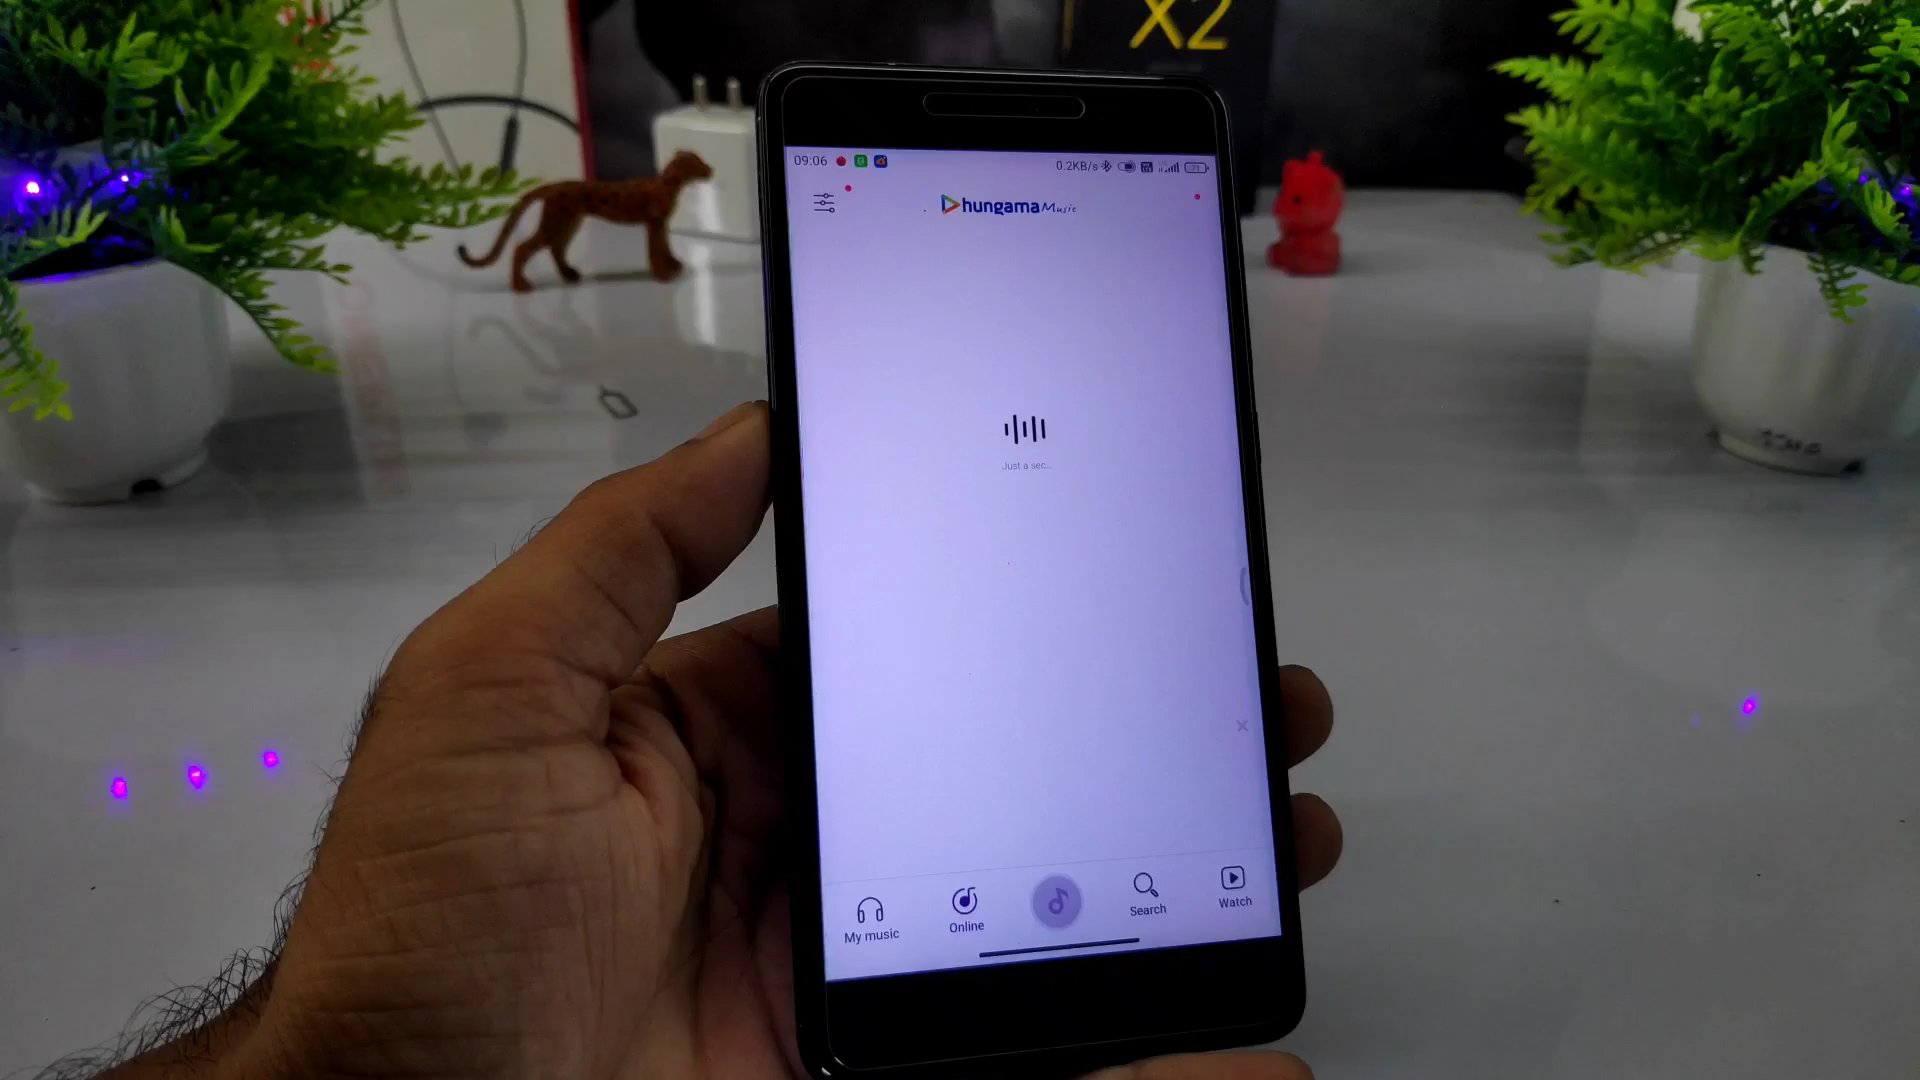 X2
09:06
0.2KB/s
hungama Music
Just a sec...
My music
Online
Search
Watch